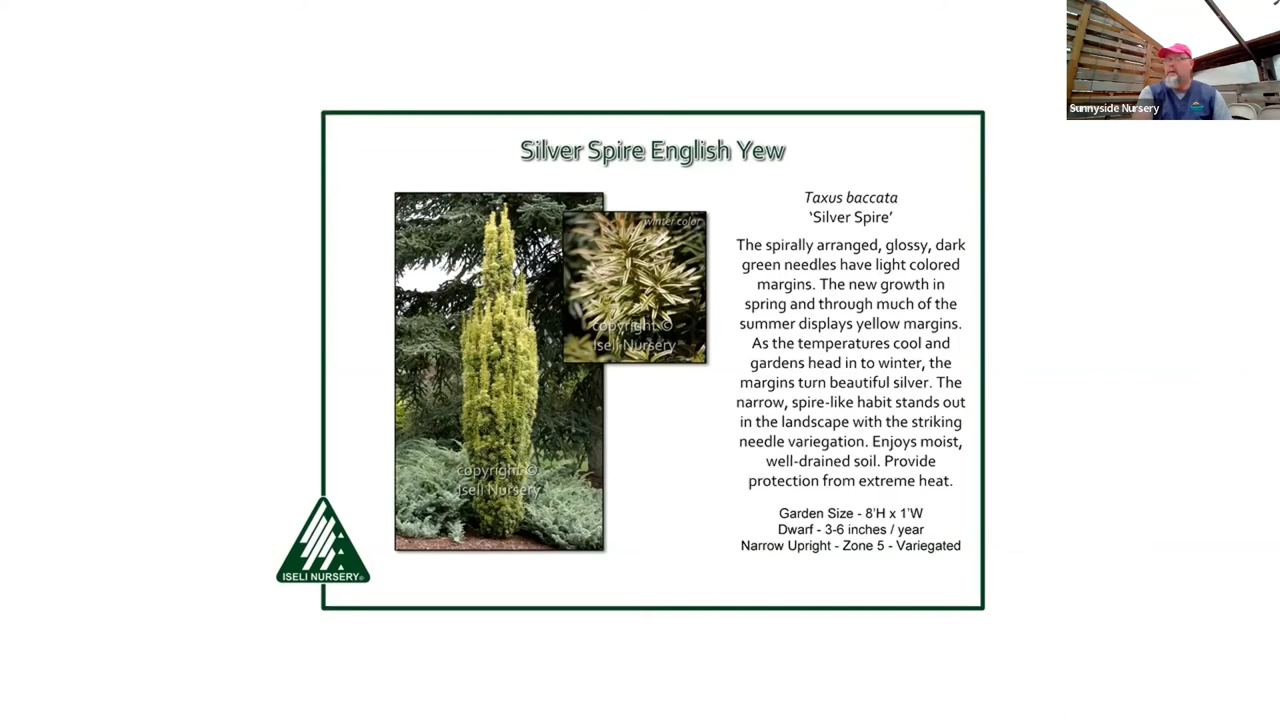 Sunnyside Nursery
Silver Spire English Yew
winter color
copyright ©
Iseli Nursery
copyright ©
Iseli Nursery
Taxus baccata
‘Silver Spire’
The spirally arranged, glossy, dark
green needles have light colored
margins. The new growth in
spring and through much of the
summer displays yellow margins.
As the temperatures cool and
gardens head in to winter, the
margins turn beautiful silver. The
narrow, spire-like habit stands out
in the landscape with the striking
needle variegation. Enjoys moist,
well-drained soil. Provide
protection from extreme heat.
Garden Size - 8'H x 1'W
Dwarf - 3-6 inches / year
Narrow Upright - Zone 5 - Variegated
ISELI NURSERY®